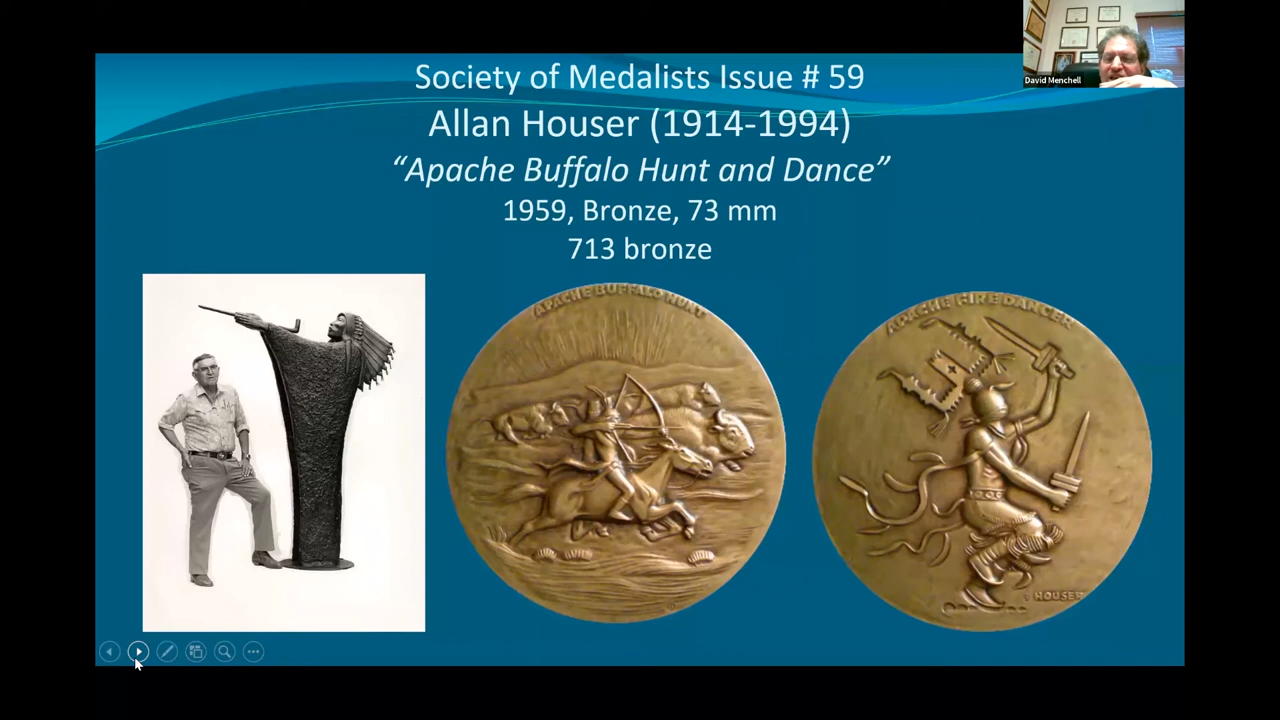 David Menchell
Society of Medalists Issue # 59
Allan Houser (1914-1994)
“Apache Buffalo Hunt and Dance”
1959, Bronze, 73 mm
713 bronze
APACHE BUFFALO HUNT
APACHE FIRE DANCER
HOUSER